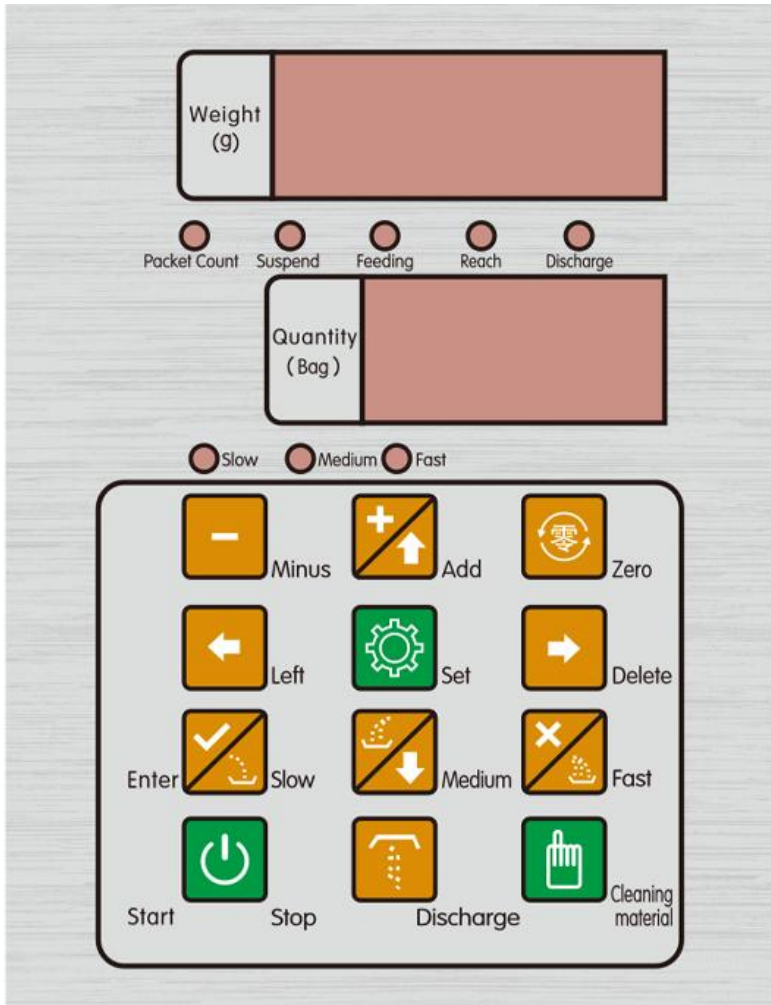 Weight
(g)
Packet Count Suspend Feeding Reach Discharge
Quantity
(Bag)
Slow Medium Fast
Minus Add 零 Zero
Left Set Delete
Enter Slow Medium Fast
Start Stop Discharge Cleaning
material